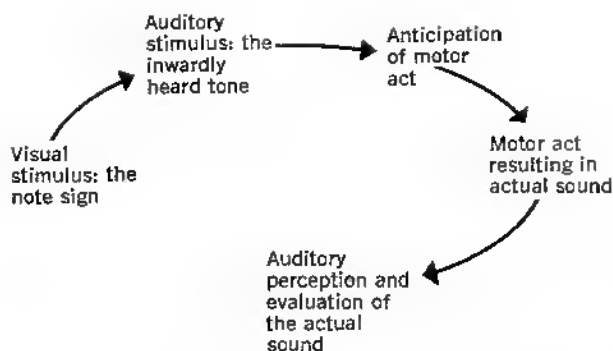 Visual
stimulus: the
note sign
Auditory
stimulus: the
inwardly
heard tone
Anticipation
of motor
act
Motor act
resulting in
actual sound
Auditory
perception and
evaluation of
the actual
sound